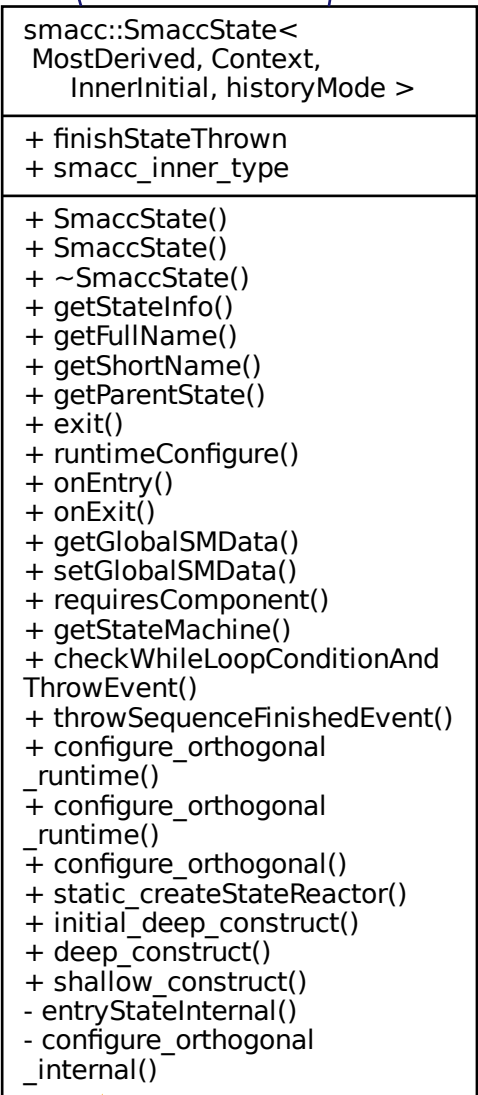 smacc::SmaccState<
MostDerived, Context,
InnerInitial, historyMode >
+ finishStateThrown
+ smacc_inner_type
+ SmaccState()
+ SmaccState()
+ ~SmaccState()
+ getStateInfo()
+ getFullName()
+ getShortName()
+ getParentState()
+ exit()
+ runtimeConfigure()
+ onEntry()
+ onExit()
+ getGlobalSMData()
+ setGlobalSMData()
+ requiresComponent()
+ getStateMachine()
+ checkWhileLoopConditionAnd
ThrowEvent()
+ throwSequenceFinishedEvent()
+ configure_orthogonal
_runtime()
+ configure_orthogonal
_runtime()
+ configure_orthogonal()
+ static_createStateReactor()
+ initial_deep_construct()
+ deep_construct()
+ shallow_construct()
- entryStateInternal()
- configure_orthogonal
_internal()